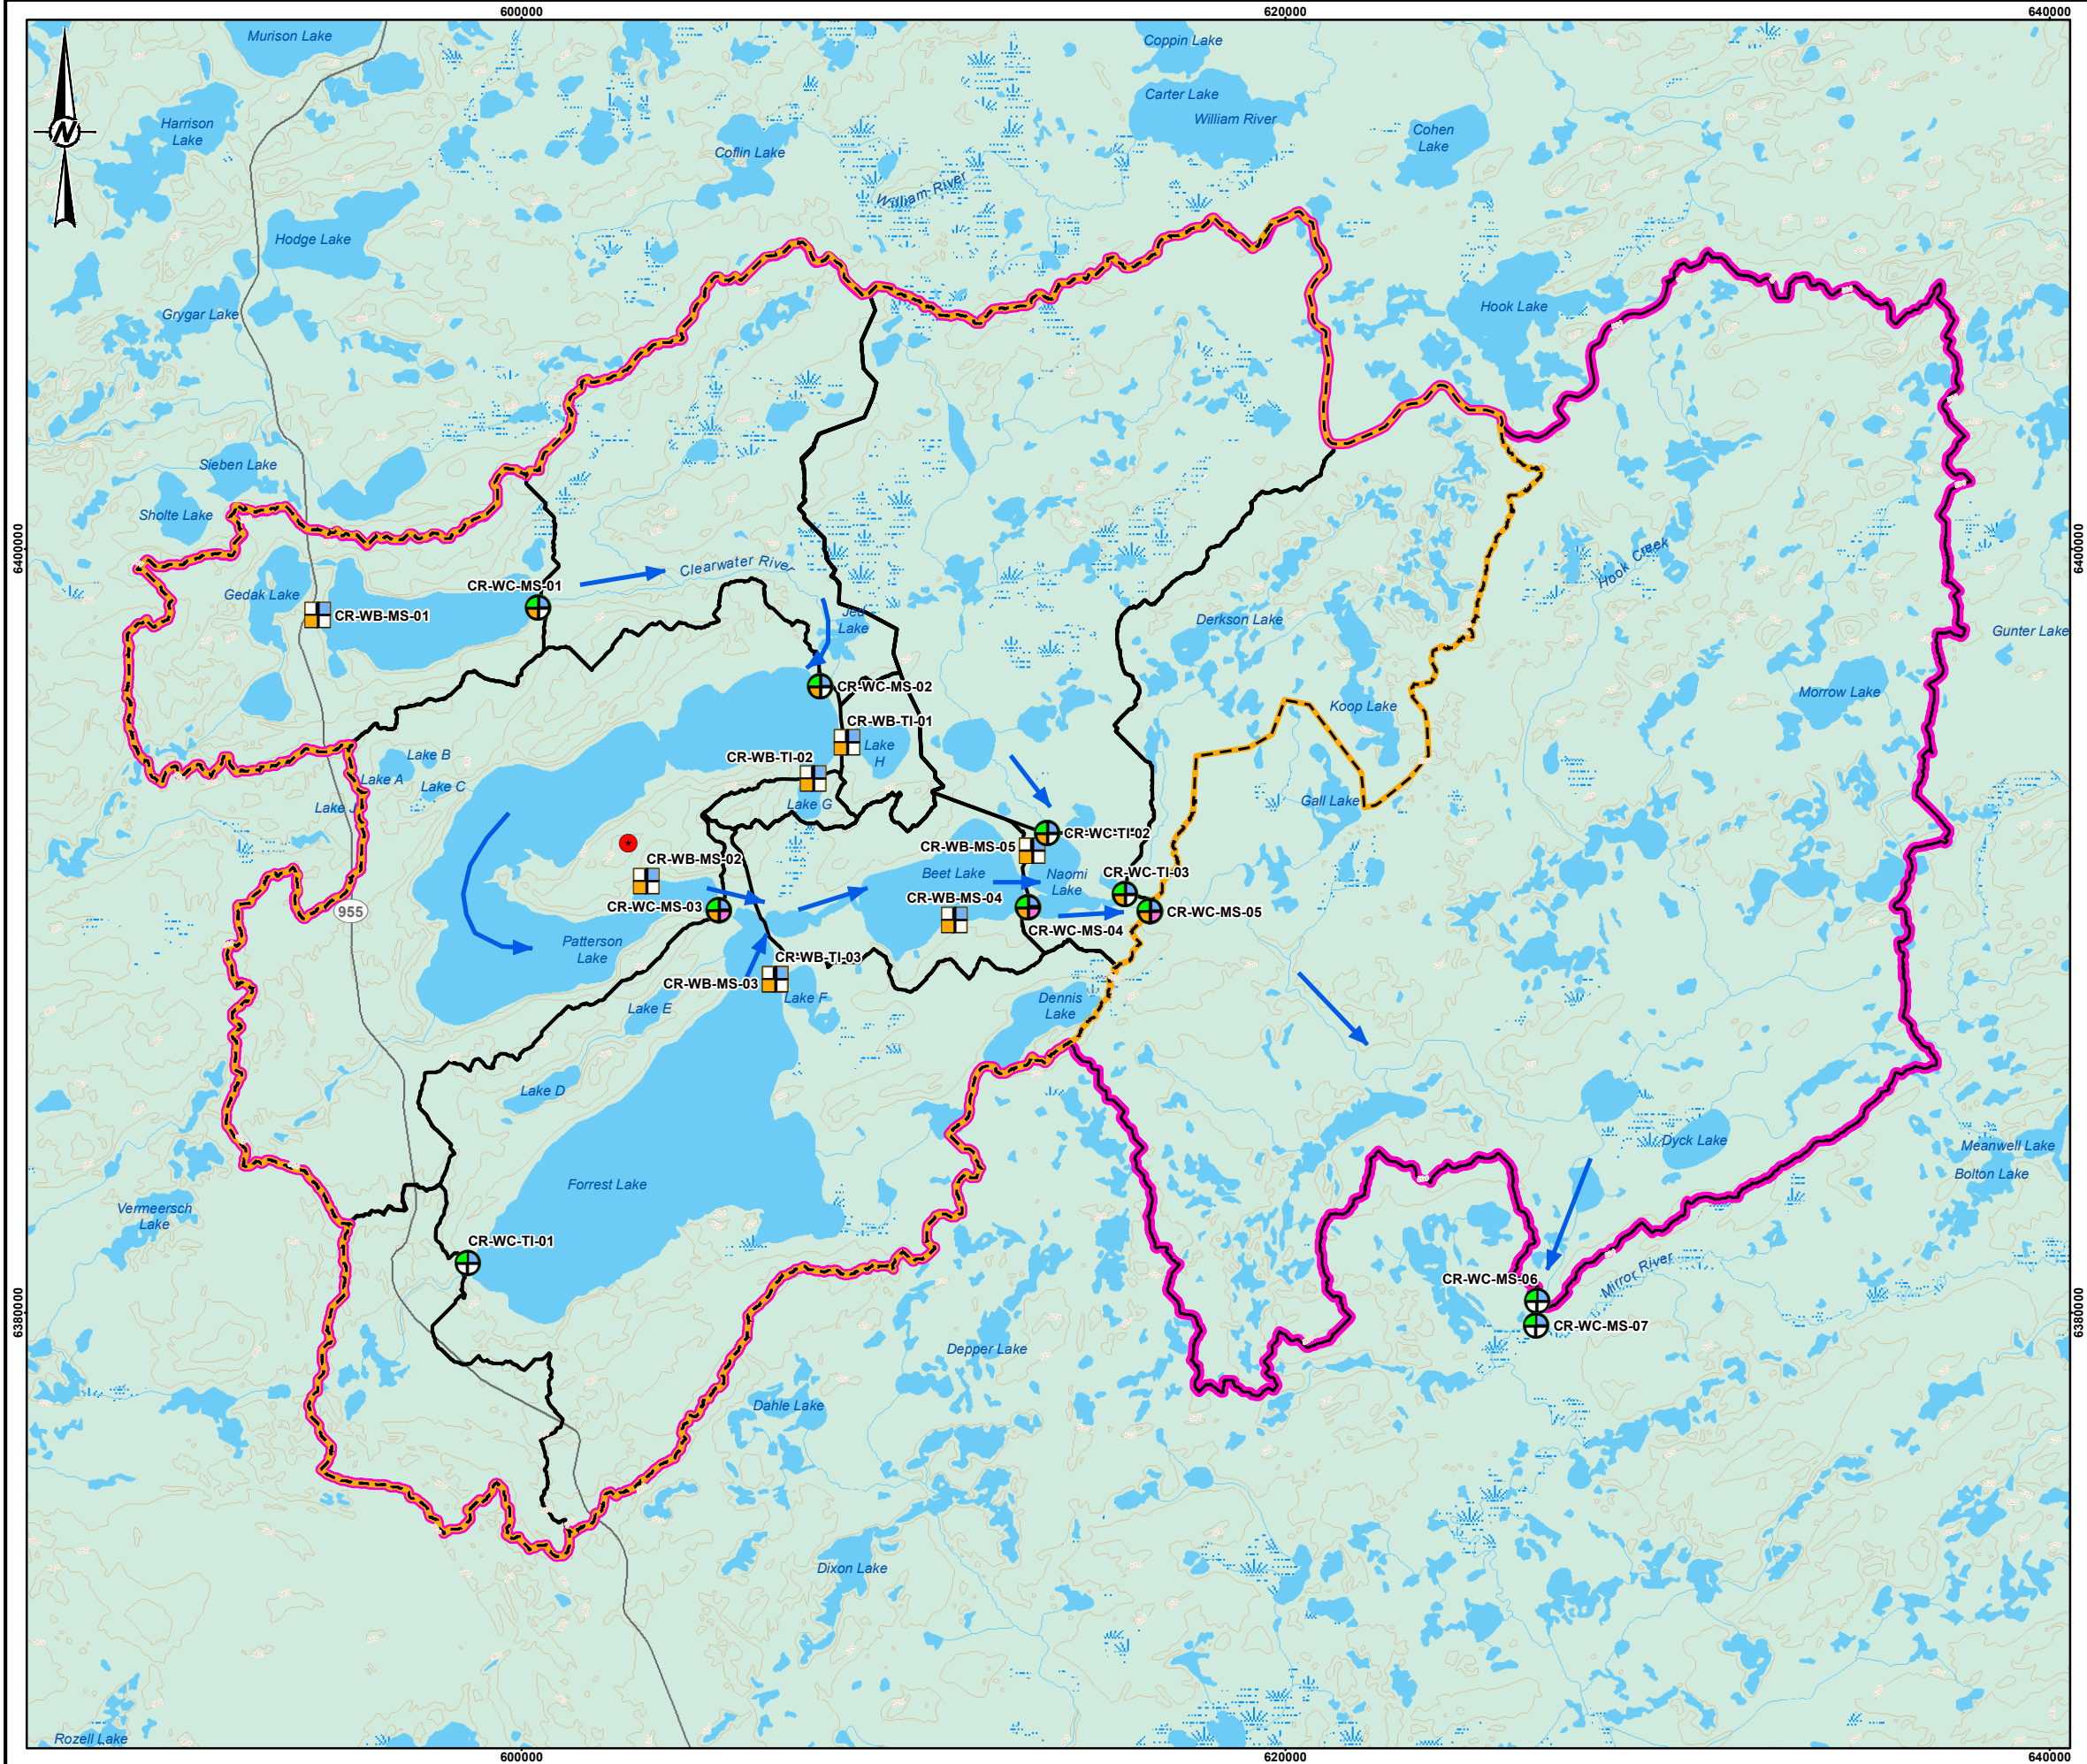 600000
620000
640000
Murison Lake
Coppin Lake
Carter Lake
William River
Harrison
Lake
Cohen
Lake
Coflin Lake
N
William River
Hodge Lake
Grygar Lake
Hook Lake
Sieben Lake
Sholte Lake
6400000
6400000
Hook Creek
Clearwater River
CR-WC-MS-01
Gedak Lake
CR-WB-MS-01
Jed
Lake
Derkson Lake
Gunter Lake
CR-WC-MS-02
Morrow Lake
Koop Lake
CR-WB-TI-01
Lake
H
Lake B
CR-WB-TI-02
Lake A
Lake C
Lake J
Lake G
Gall Lake
CR-WC-TI-02
CR-WB-MS-05
CR-WB-MS-02
Beet Lake
Naomi
Lake
CR-WC-TI-03
CR-WB-MS-04
CR-WC-MS-03
955
CR-WC-MS-05
CR-WC-MS-04
Patterson
Lake
CR-WB-TI-03
CR-WB-MS-03
Lake F
Dennis
Lake
Lake E
Lake D
Dyck Lake
Meanwell Lake
Bolton Lake
Forrest Lake
Vermeersch
Lake
CR-WC-TI-01
Mirror River
CR-WC-MS-06
6380000
6380000
CR-WC-MS-07
Depper Lake
Dahle Lake
Dixon Lake
Rozell Lake
600000
620000
640000